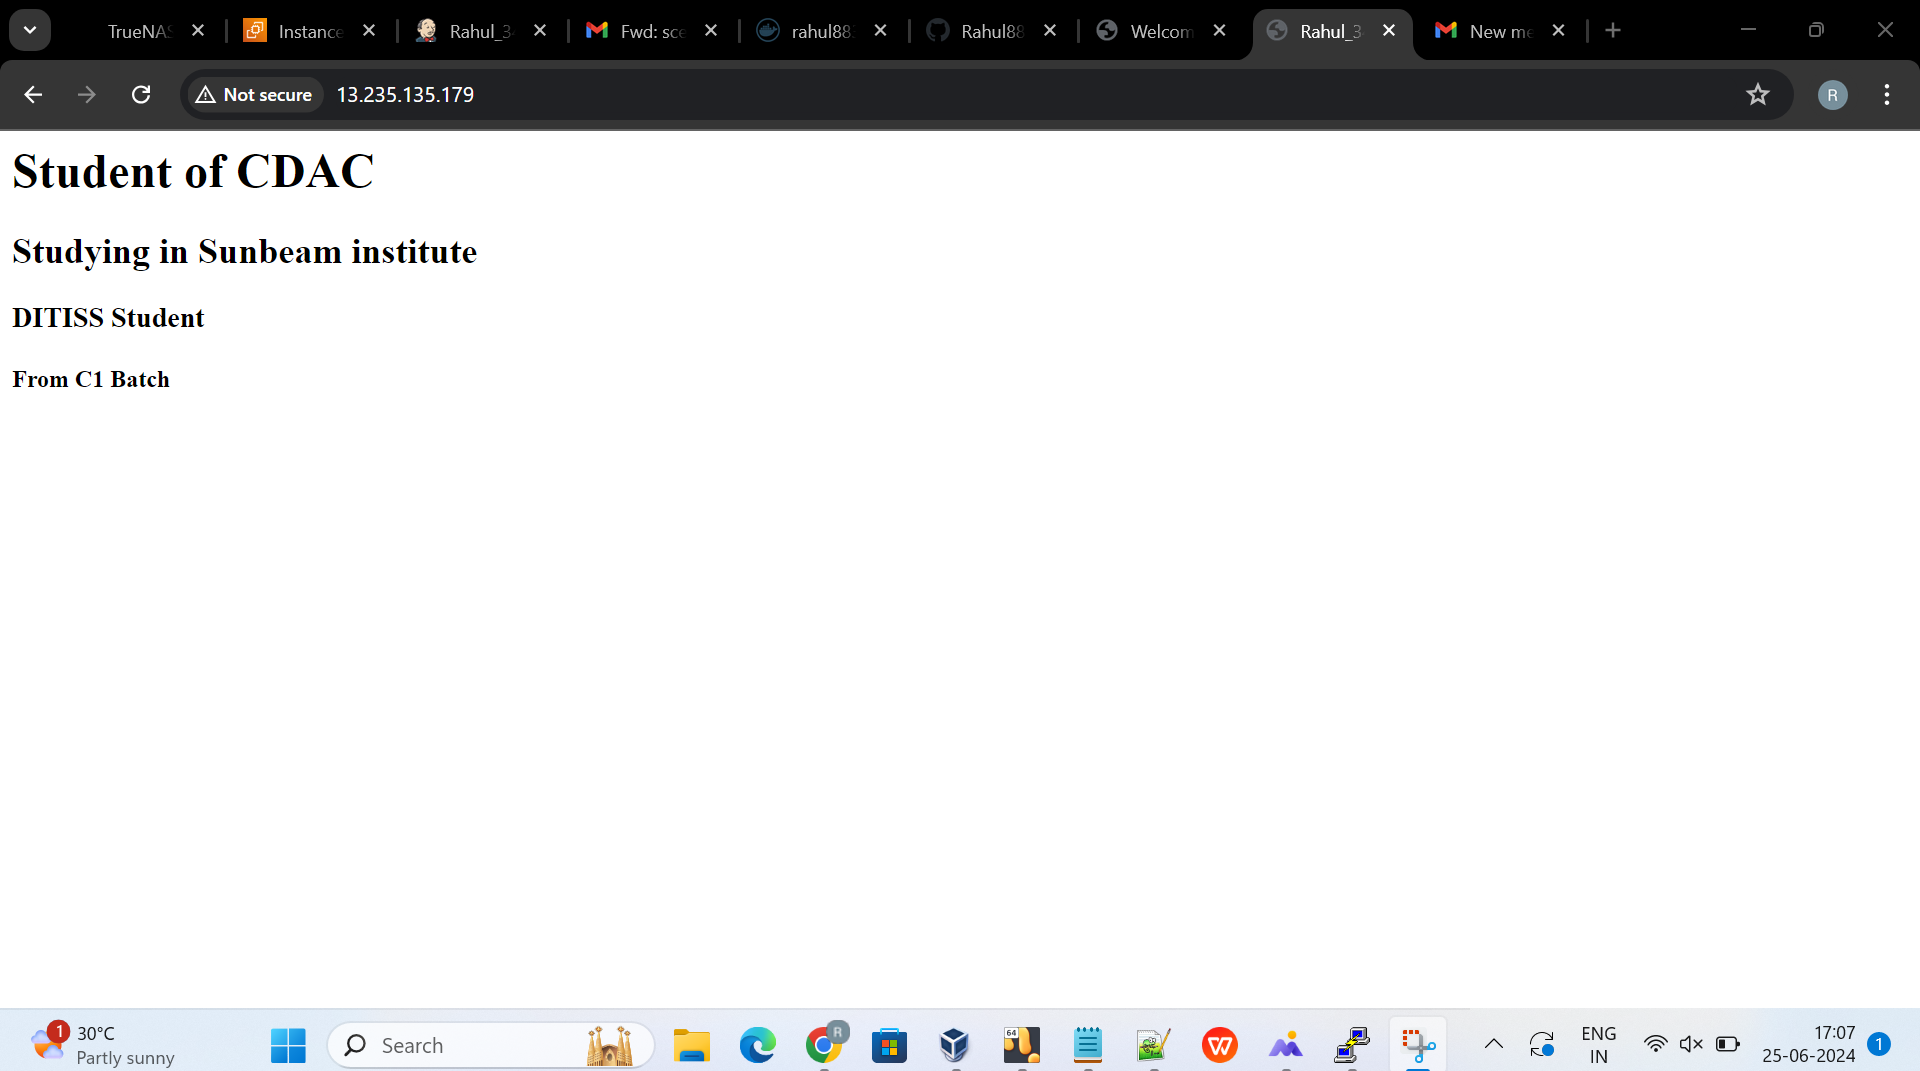 TrueNAS
Instance
Rahul_3
Fwd: sce
rahul88
Rahul88
Welcom
Rahul_3
New me
Not secure
13.235.135.179
R
Student of CDAC
Studying in Sunbeam institute
DITISS Student
From C1 Batch
1
30°C
Partly sunny
Search
R
64
W
ENG
IN
17:07
25-06-2024
1